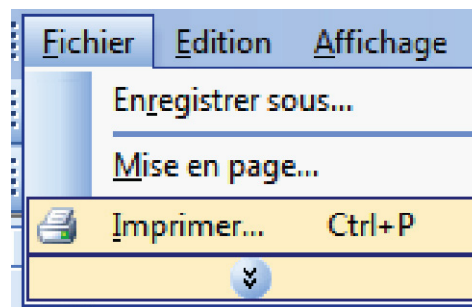 Fichier Edition Affichage
Enregistrer sous...
Mise en page...
Imprimer... Ctrl+P